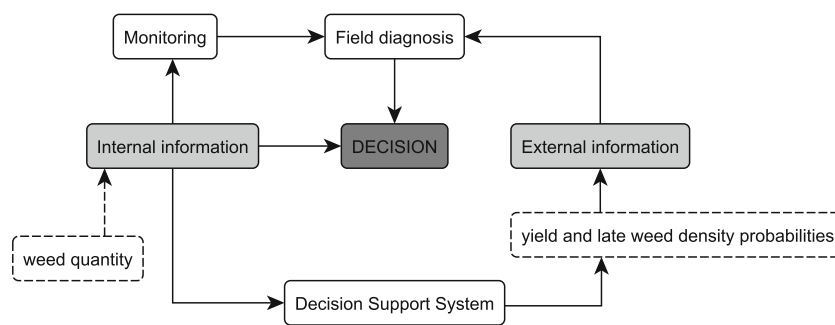 Monitoring
Field diagnosis
Internal information
DECISION
External information
weed quantity
yield and late weed density probabilities
Decision Support System